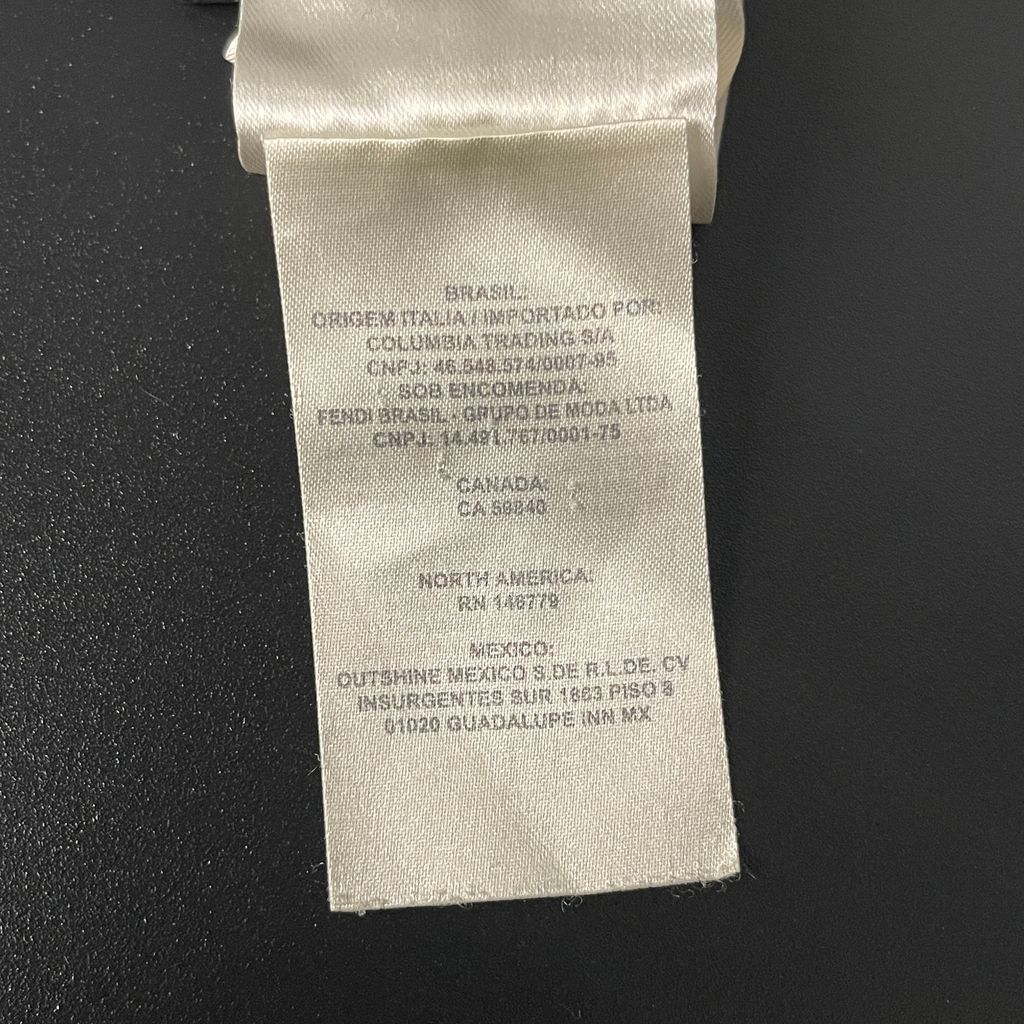 BRASIL:
ORIGEM ITALIA / IMPORTADO POR:
COLUMBIA TRADING S/A
CNPJ: 46.548.574/0007-95
SOB ENCOMENDA:
FENDI BRASIL - GRUPO DE MODA LTDA
CNPJ. 14.491.767/0001-75
CANADA:
CA 59840
NORTH AMERICA:
RN 146779
MEXICO:
OUTSHINE MEXICO S.DE R.L.DE. CV
INSURGENTES SUR 1883 PISO 8
01020 GUADALUPE INN MX